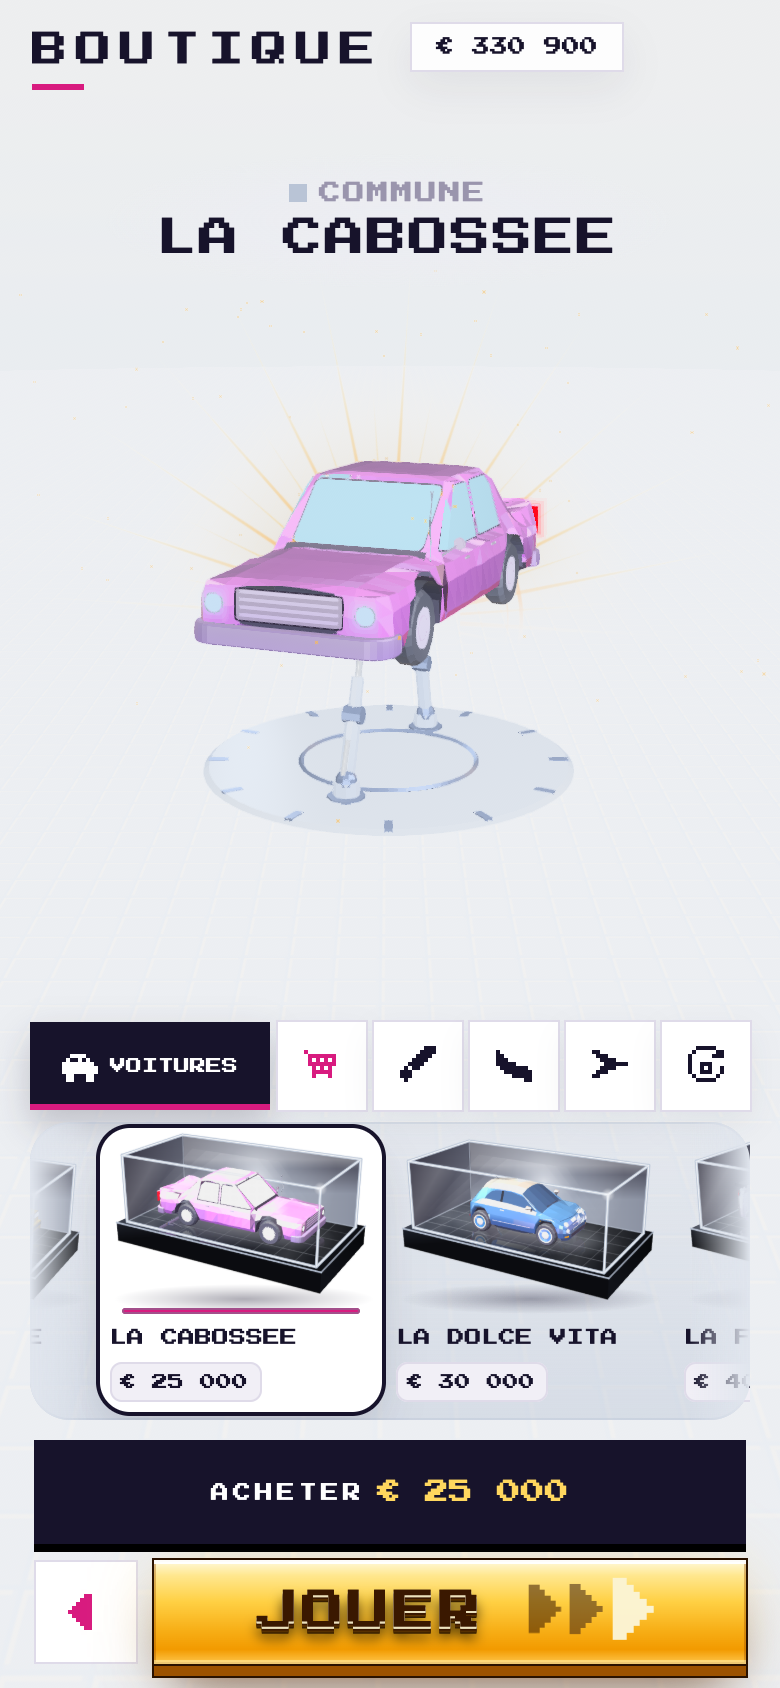 BOUTIQUE
€ 330 900
COMMUNE
LA CABOSSEE
VOITURES
LA CABOSSEE
€ 25 000
LA DOLCE VITA
€ 30 000
LA
€
ACHETER € 25 000
JOUER